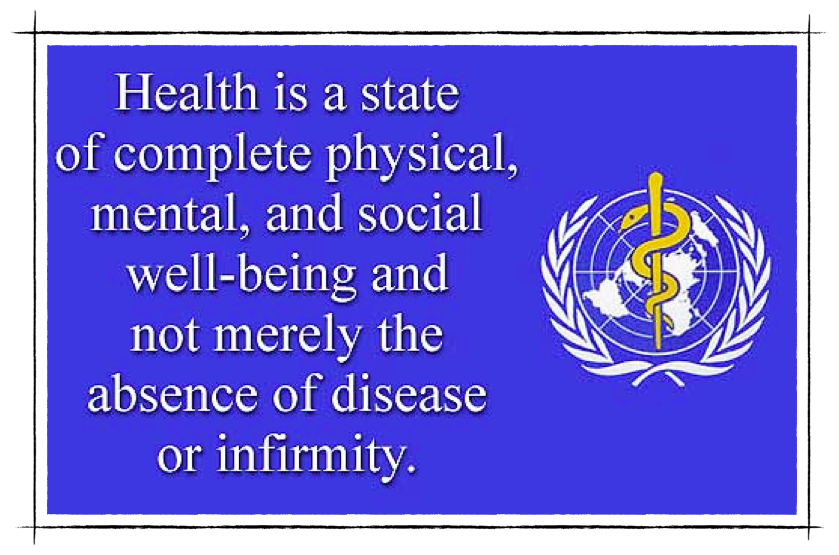 Health is a state
of complete physical,
mental, and social
well-being and
not merely the
absence of disease
or infirmity.